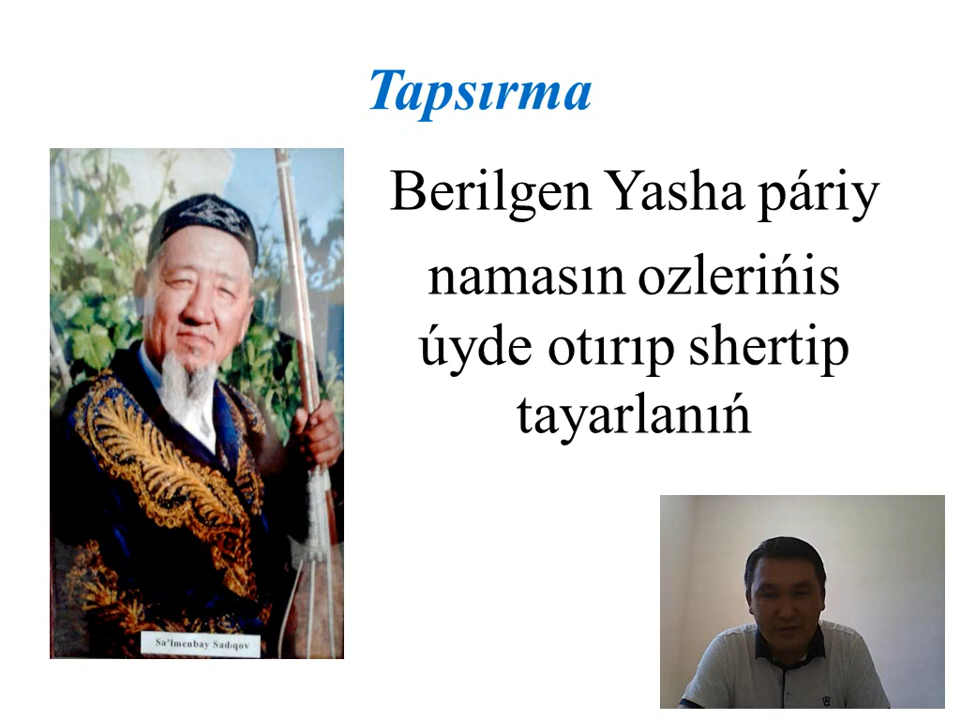 Tapsırma
Berilgen Yasha páriy
namasın ozlerińis
úyde otırıp shertip
tayarlanıń
Sa'lmenbay Sadıqov